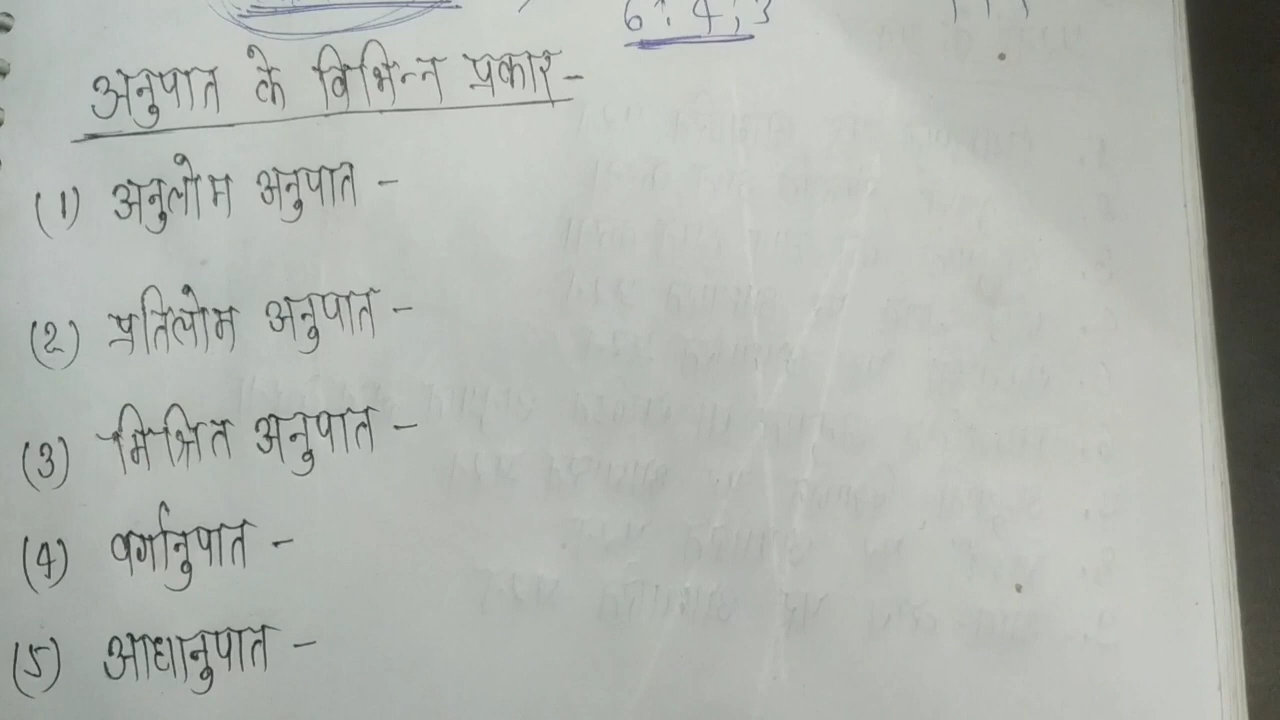 6 : 4 : 3
अनुपात के विभिन्न प्रकार -
(1) अनुलोम अनुपात -
(2) प्रतिलोम अनुपात -
(3) मिश्रित अनुपात -
(4) वर्गानुपात -
(5) आधानुपात -